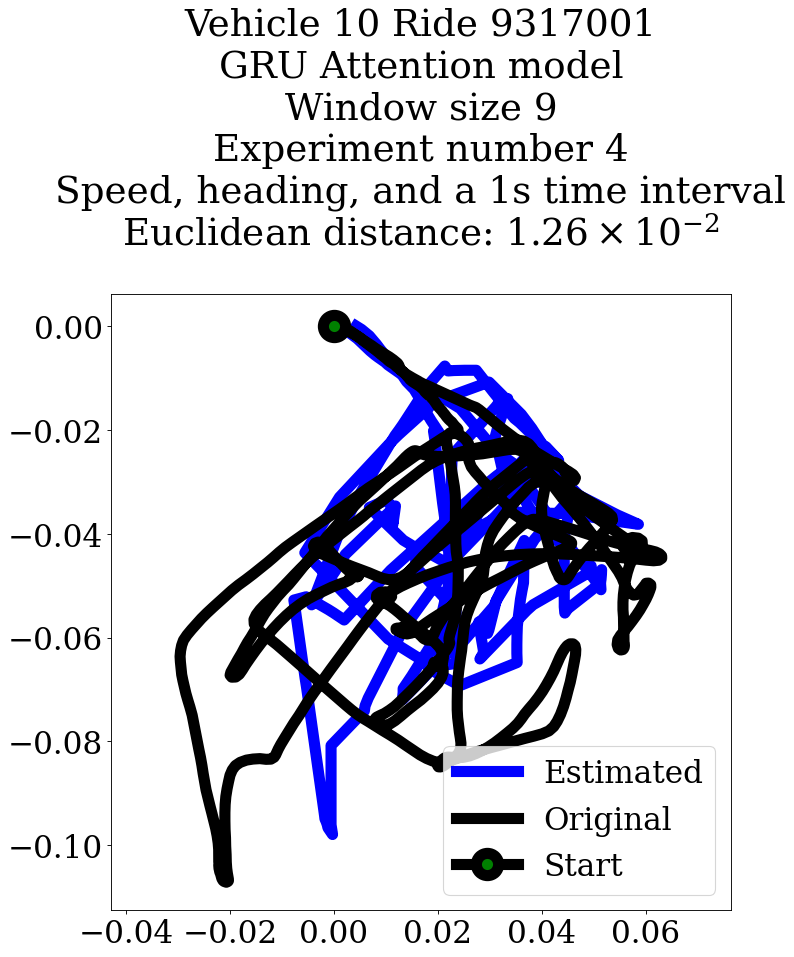 Vehicle 10 Ride 9317001
GRU Attention model
Window size 9
Experiment number 4
Speed, heading, and a 1s time interval
Euclidean distance: 1.26 × 10⁻²
0.00
−0.02
−0.04
−0.06
−0.08
−0.10
Estimated
Original
Start
−0.04 −0.02 0.00 0.02 0.04 0.06